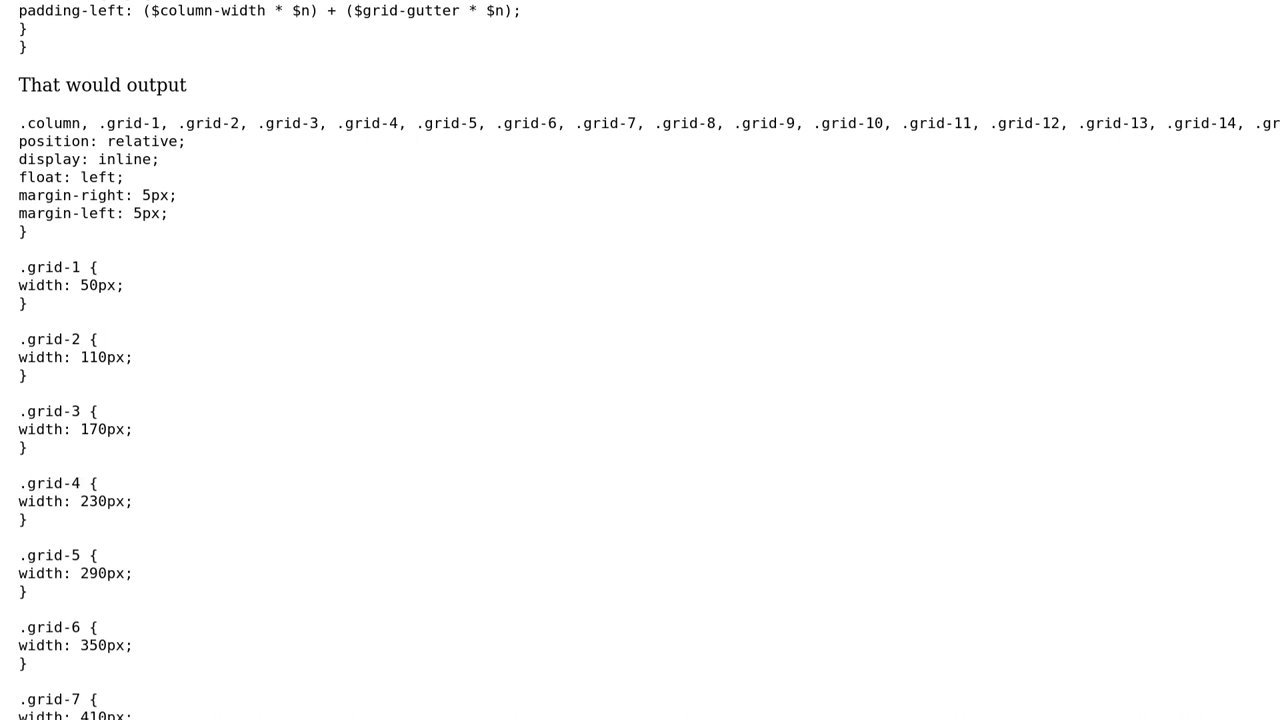 padding-left: ($column-width * $n) + ($grid-gutter * $n);
}
}
That would output
.column, .grid-1, .grid-2, .grid-3, .grid-4, .grid-5, .grid-6, .grid-7, .grid-8, .grid-9, .grid-10, .grid-11, .grid-12, .grid-13, .grid-14, .gr
position: relative;
display: inline;
float: left;
margin-right: 5px;
margin-left: 5px;
}
.grid-1 {
width: 50px;
}
.grid-2 {
width: 110px;
}
.grid-3 {
width: 170px;
}
.grid-4 {
width: 230px;
}
.grid-5 {
width: 290px;
}
.grid-6 {
width: 350px;
}
.grid-7 {
width: 410px;